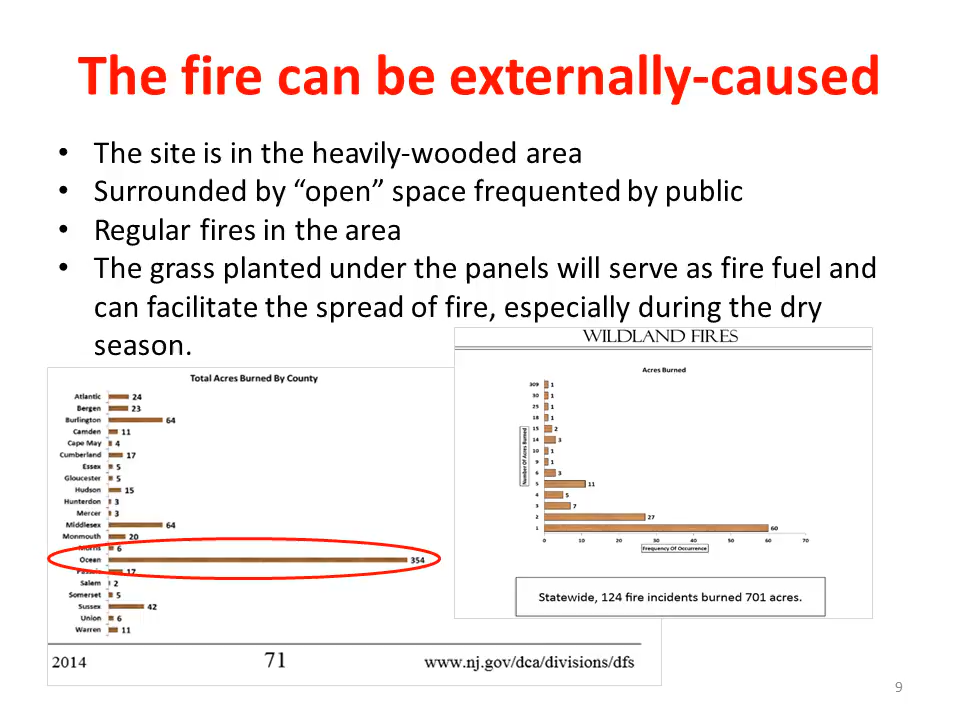 The fire can be externally-caused
• The site is in the heavily-wooded area
• Surrounded by “open” space frequented by public
• Regular fires in the area
• The grass planted under the panels will serve as fire fuel and
can facilitate the spread of fire, especially during the dry
season.
Total Acres Burned By County
Atlantic 24
Bergen 23
Burlington 64
Camden 11
Cape May 4
Cumberland 17
Essex 5
Gloucester 5
Hudson 15
Hunterdon 3
Mercer 3
Middlesex 64
Monmouth 20
Morris 6
Ocean 354
Passaic 17
Salem 2
Somerset 5
Sussex 42
Union 6
Warren 11
2014 71 www.nj.gov/dca/divisions/dfs
WILDLAND FIRES
Acres Burned
Number Of Acres Burned
309 1
30 1
25 1
18 1
15 2
14 3
10 1
9 1
6 3
5 11
4 5
3 7
2 27
1 60
0 10 20 30 40 50 60 70
Frequency Of Occurrence
Statewide, 124 fire incidents burned 701 acres.
9